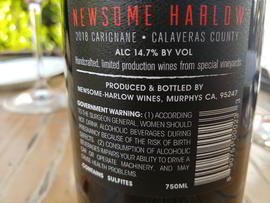 NEWSOME HARLOW
2018 CARIGNANE • CALAVERAS COUNTY
ALC 14.7% BY VOL
Handcrafted, limited production wines from special vineyards
PRODUCED & BOTTLED BY
NEWSOME-HARLOW WINES, MURPHYS CA. 95247
GOVERNMENT WARNING: (1) ACCORDING
TO THE SURGEON GENERAL, WOMEN SHOULD
NOT DRINK ALCOHOLIC BEVERAGES DURING
PREGNANCY BECAUSE OF THE RISK OF BIRTH
DEFECTS. (2) CONSUMPTION OF ALCOHOLIC
BEVERAGES IMPAIRS YOUR ABILITY TO DRIVE A
CAR OR OPERATE MACHINERY, AND MAY
CAUSE HEALTH PROBLEMS.
CONTAINS SULFITES
750ML